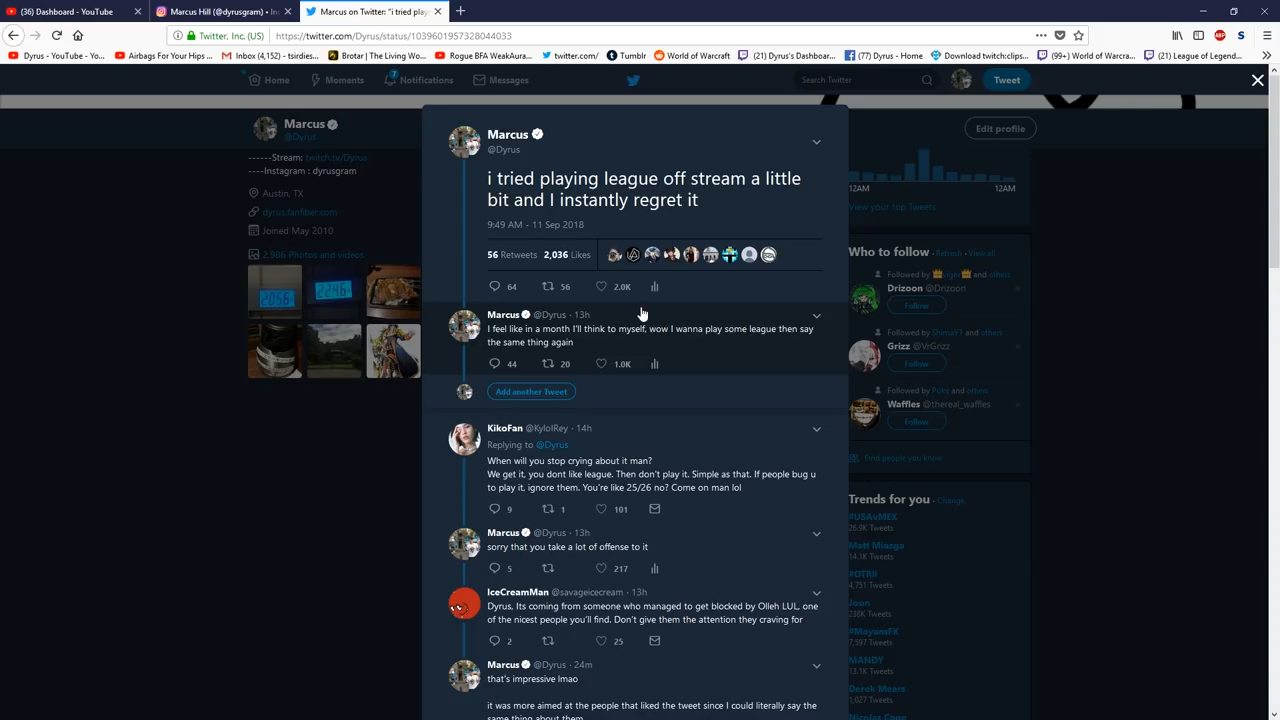 (36) Dashboard - YouTube
Marcus Hill (@dyrusgram) • Ins
Marcus on Twitter: "i tried play
Twitter, Inc. (US)
https://twitter.com/Dyrus/status/1039601957328044033
Dyrus - YouTube - Yo...
Airbags For Your Hips ...
Inbox (4,152) - tsirdies...
Brotar | The Living Wo...
Rogue BFA WeakAura...
twitter.com/
Tumblr
World of Warcraft
(21) Dyrus's Dashboar...
(77) Dyrus - Home
Download twitch:clips...
(99+) World of Warcra...
(21) League of Legend...
Home
Moments
7
Notifications
Messages
Search Twitter
Tweet
Marcus
@Dyrus
------Stream: twitch.tv/Dyrus
----Instagram : dyrusgram
Austin, TX
dyrus.fanfiber.com
Joined May 2010
2,986 Photos and videos
Marcus
@Dyrus
i tried playing league off stream a little
bit and I instantly regret it
9:49 AM - 11 Sep 2018
56 Retweets 2,036 Likes
64 56 2.0K
Marcus @Dyrus · 13h
I feel like in a month I'll think to myself, wow I wanna play some league then say
the same thing again
44 20 1.0K
Add another Tweet
KikoFan @KyloIRey · 14h
Replying to @Dyrus
When will you stop crying about it man?
We get it, you dont like league. Then don't play it. Simple as that. If people bug u
to play it, ignore them. You're like 25/26 no? Come on man lol
9 1 101
Marcus @Dyrus · 13h
sorry that you take a lot of offense to it
5 217
IceCreamMan @savageicecream · 13h
Dyrus, Its coming from someone who managed to get blocked by Olleh LUL, one
of the nicest people you'll find. Don't give them the attention they craving for
2 25
Marcus @Dyrus · 24m
that's impressive lmao
it was more aimed at the people that liked the tweet since I could literally say the
same thing about them
Edit profile
12AM 12AM
View your top Tweets
Who to follow · Refresh · View all
Followed by Vigor and others
Drizoon @Drizoon
Follow
Followed by ShimaYT and others
Grizz @VrGrizz
Follow
Followed by Puke and others
Waffles @thereal_waffles
Follow
Find people you know
Trends for you · Change
#USAvMEX
26.9K Tweets
Matt Miazga
14.1K Tweets
#OTRII
4,751 Tweets
Joon
238K Tweets
#MayansFX
7,597 Tweets
MANDY
13.1K Tweets
Derek Mears
1,027 Tweets
Nicolas Cage